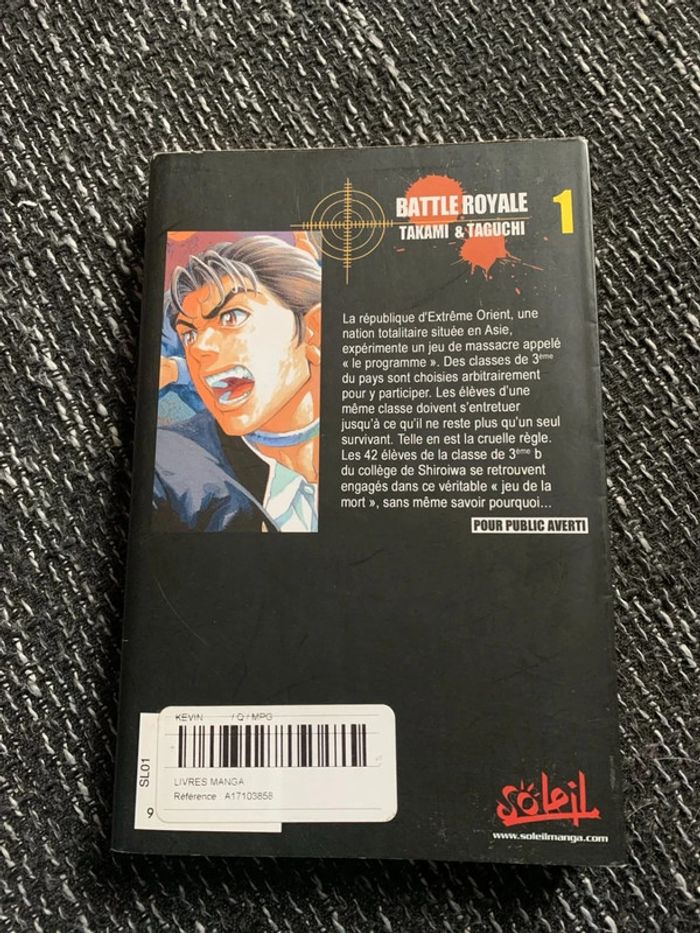 BATTLE ROYALE
TAKAMI & TAGUCHI
1
La république d'Extrême Orient, une
nation totalitaire située en Asie,
expérimente un jeu de massacre appelé
« le programme ». Des classes de 3ème
du pays sont choisies arbitrairement
pour y participer. Les élèves d'une
même classe doivent s'entretuer
jusqu'à ce qu'il ne reste plus qu'un seul
survivant. Telle en est la cruelle règle.
Les 42 élèves de la classe de 3ème b
du collège de Shiroiwa se retrouvent
engagés dans ce véritable « jeu de la
mort », sans même savoir pourquoi...
POUR PUBLIC AVERTI
KEVIN / Q / MPG
LIVRES MANGA
Référence : A17103858
SL01
9
soleil
www.soleilmanga.com